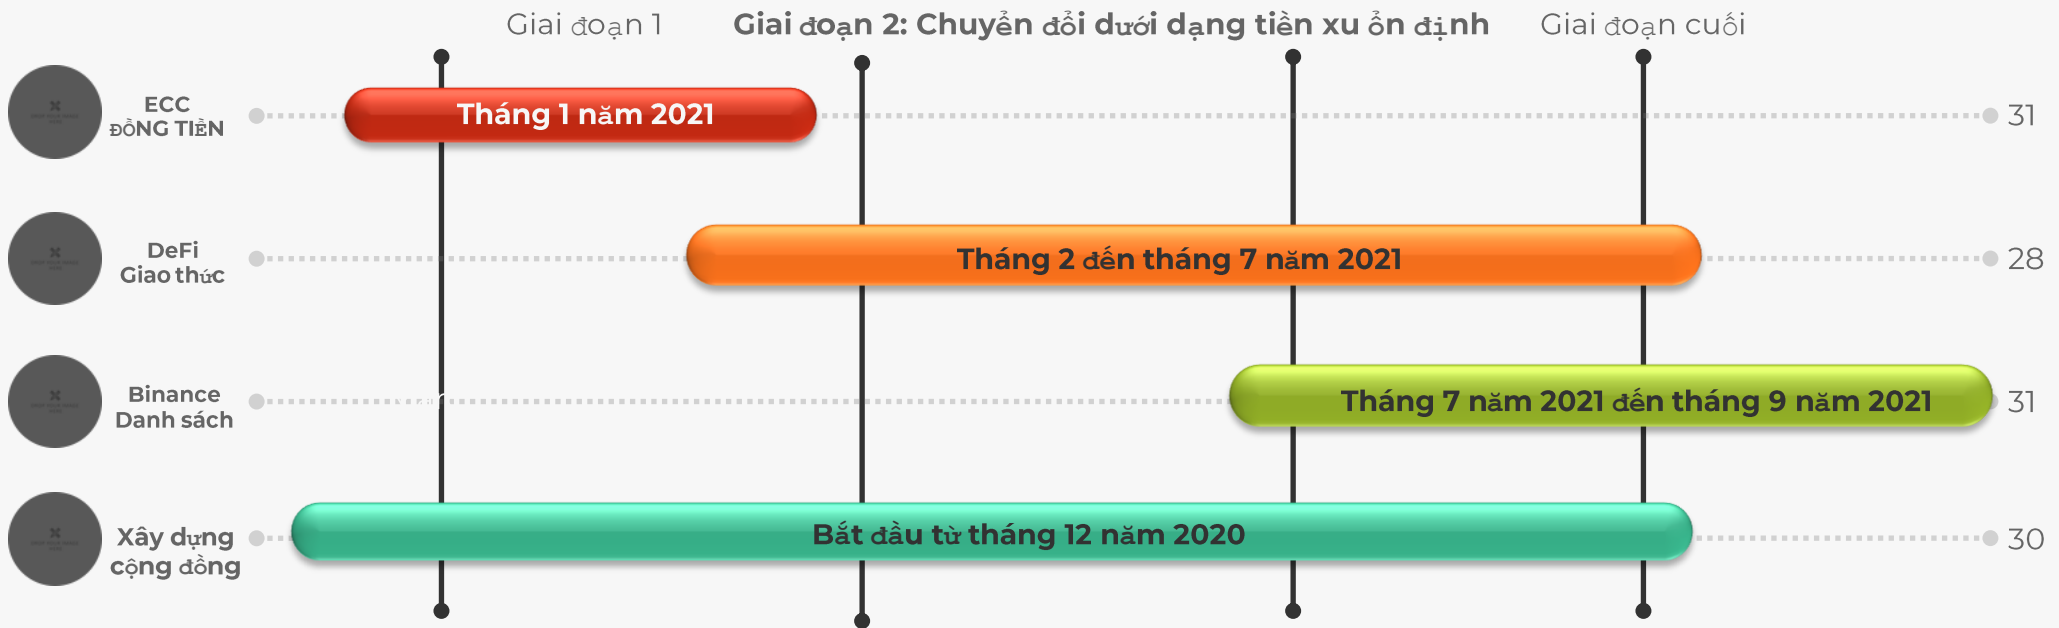 Giai đoạn 1
Giai đoạn 2: Chuyển đổi dưới dạng tiền xu ổn định
Giai đoạn cuối
ECC
ĐỒNG TIỀN
Tháng 1 năm 2021
31
DeFi
Giao thức
Tháng 2 đến tháng 7 năm 2021
28
Binance
Danh sách
Tháng 7 năm 2021 đến tháng 9 năm 2021
31
Xây dựng
cộng đồng
Bắt đầu từ tháng 12 năm 2020
30